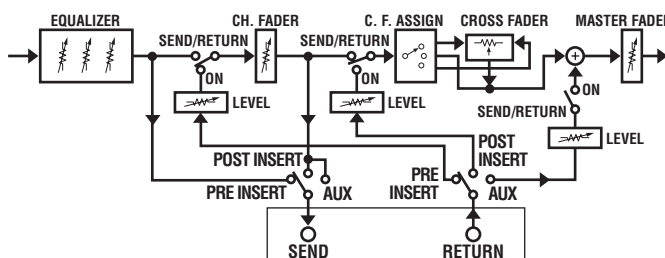 EQUALIZER
CH. FADER
C. F. ASSIGN
CROSS FADER
MASTER FADER
SEND/RETURN
SEND/RETURN
ON
ON
ON
LEVEL
LEVEL
SEND/RETURN
LEVEL
POST INSERT
PRE INSERT
AUX
PRE
INSERT
POST
INSERT
AUX
SEND
RETURN